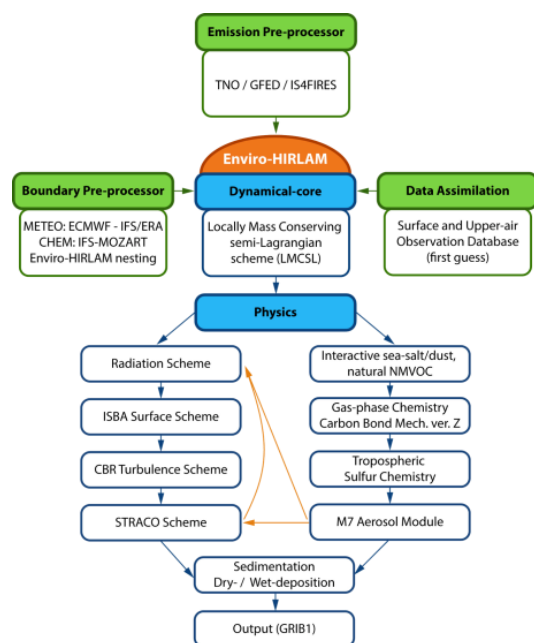 Emission Pre-processor
TNO / GFED / IS4FIRES
Enviro-HIRLAM
Boundary Pre-processor
METEO: ECMWF - IFS/ERA
CHEM: IFS-MOZART
Enviro-HIRLAM nesting
Dynamical-core
Locally Mass Conserving
semi-Lagrangian
scheme (LMCSL)
Data Assimilation
Surface and Upper-air
Observation Database
(first guess)
Physics
Radiation Scheme
ISBA Surface Scheme
CBR Turbulence Scheme
STRACO Scheme
Interactive sea-salt/dust,
natural NMVOC
Gas-phase Chemistry
Carbon Bond Mech. ver. Z
Tropospheric
Sulfur Chemistry
M7 Aerosol Module
Sedimentation
Dry- / Wet-deposition
Output (GRIB1)